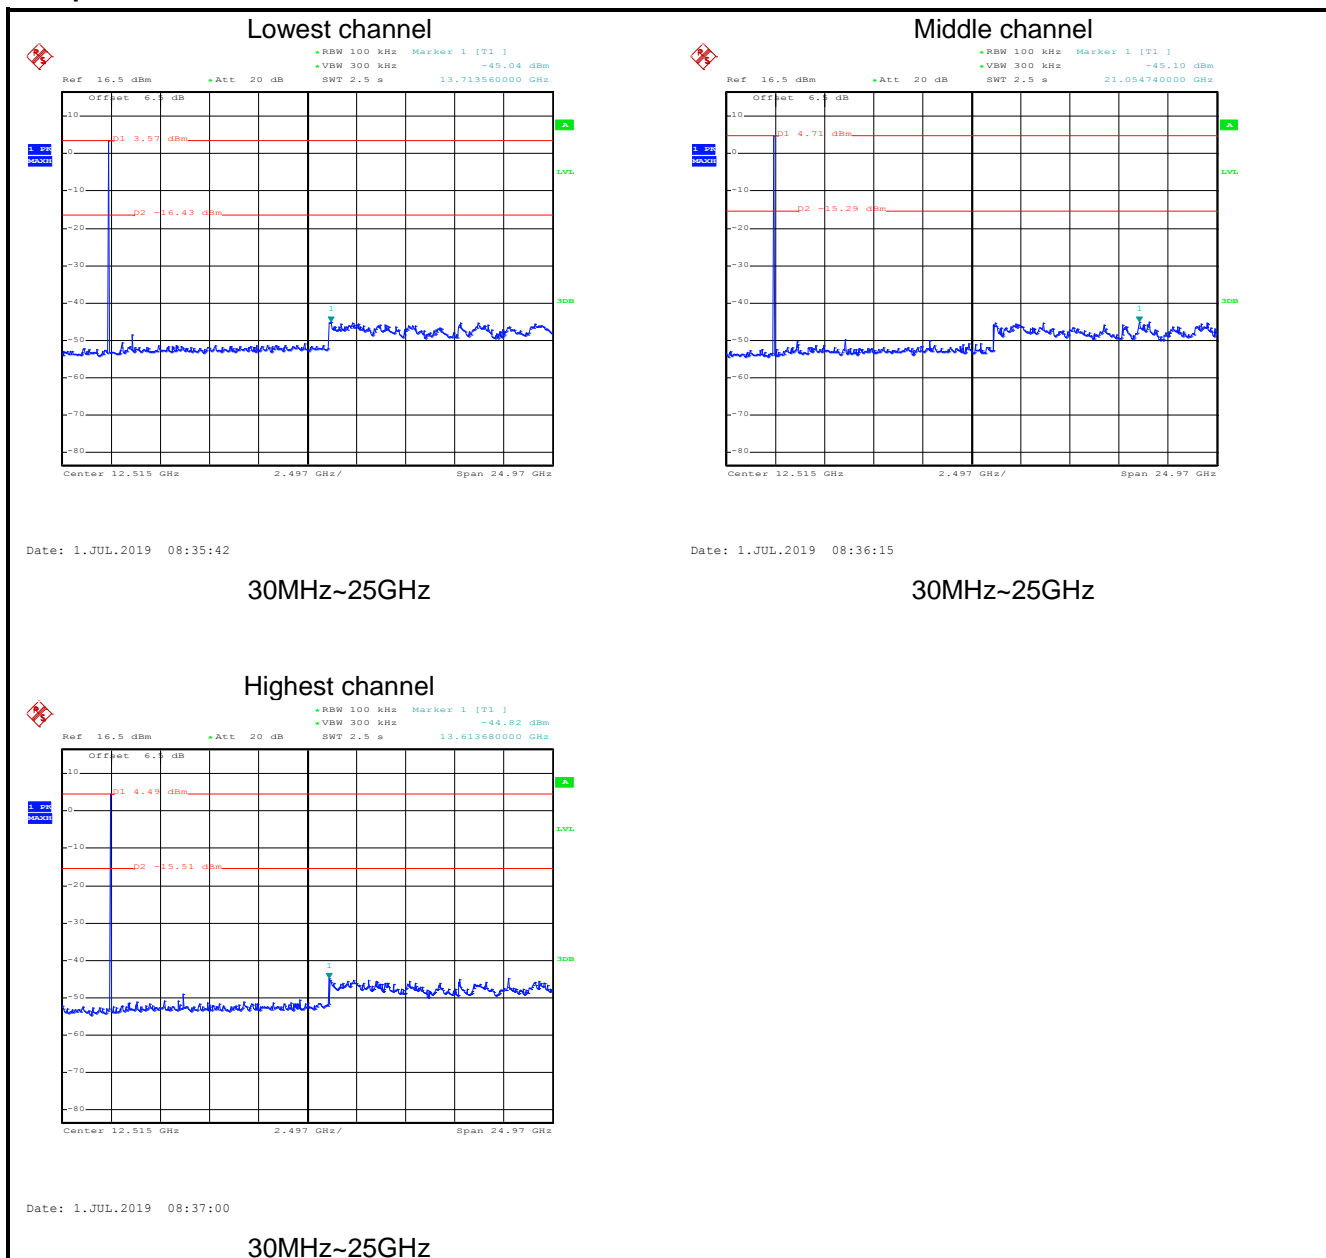 Lowest channel
RBW 100 kHz Marker 1 [T1 ]
VBW 300 kHz -45.04 dBm
Ref 16.5 dBm Att 20 dB SWT 2.5 s 13.713560000 GHz
Offset 6.5 dB
10
A
D1 3.57 dBm
1 PK
MAXH
0
LVL
-10
D2 -16.43 dBm
-20
-30
-40
3DB
1
-50
-60
-70
-80
Center 12.515 GHz 2.497 GHz/ Span 24.97 GHz
Date: 1.JUL.2019 08:35:42
30MHz~25GHz
Middle channel
RBW 100 kHz Marker 1 [T1 ]
VBW 300 kHz -45.10 dBm
Ref 16.5 dBm Att 20 dB SWT 2.5 s 21.054740000 GHz
Offset 6.5 dB
10
A
D1 4.71 dBm
1 PK
MAXH
0
LVL
-10
D2 -15.29 dBm
-20
-30
-40
3DB
1
-50
-60
-70
-80
Center 12.515 GHz 2.497 GHz/ Span 24.97 GHz
Date: 1.JUL.2019 08:36:15
30MHz~25GHz
Highest channel
RBW 100 kHz Marker 1 [T1 ]
VBW 300 kHz -44.82 dBm
Ref 16.5 dBm Att 20 dB SWT 2.5 s 13.613680000 GHz
Offset 6.5 dB
10
A
D1 4.49 dBm
1 PK
MAXH
0
LVL
-10
D2 -15.51 dBm
-20
-30
-40
3DB
1
-50
-60
-70
-80
Center 12.515 GHz 2.497 GHz/ Span 24.97 GHz
Date: 1.JUL.2019 08:37:00
30MHz~25GHz